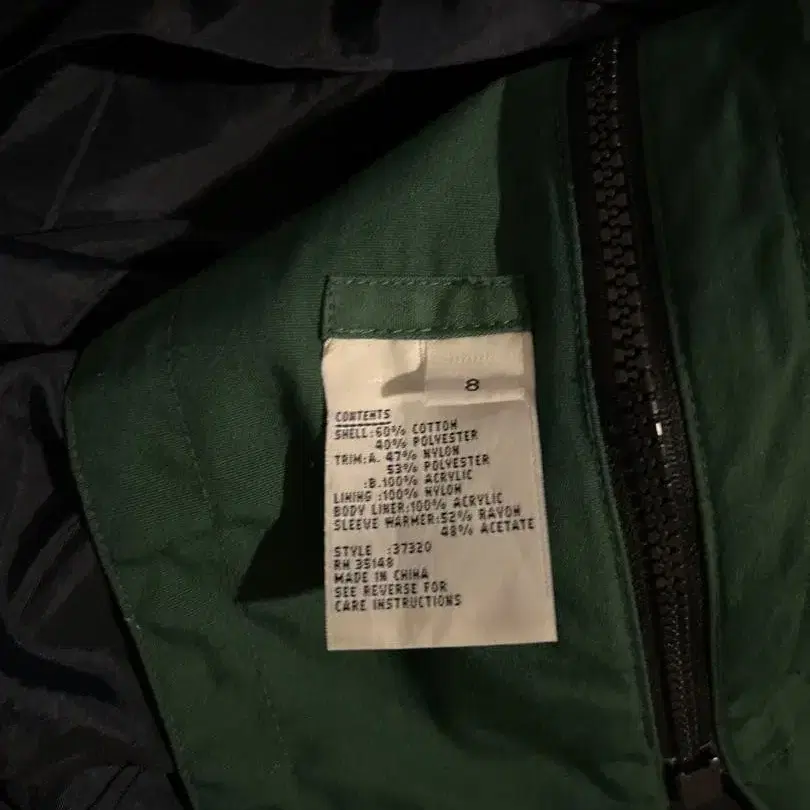 8
CONTENTS
SHELL:60% COTTON
40% POLYESTER
TRIM:A. 47% NYLON
53% POLYESTER
:B.100% ACRYLIC
LINING :100% NYLON
BODY LINER:100% ACRYLIC
SLEEVE WARMER:52% RAYON
48% ACETATE
STYLE :37320
RN 35148
MADE IN CHINA
SEE REVERSE FOR
CARE INSTRUCTIONS